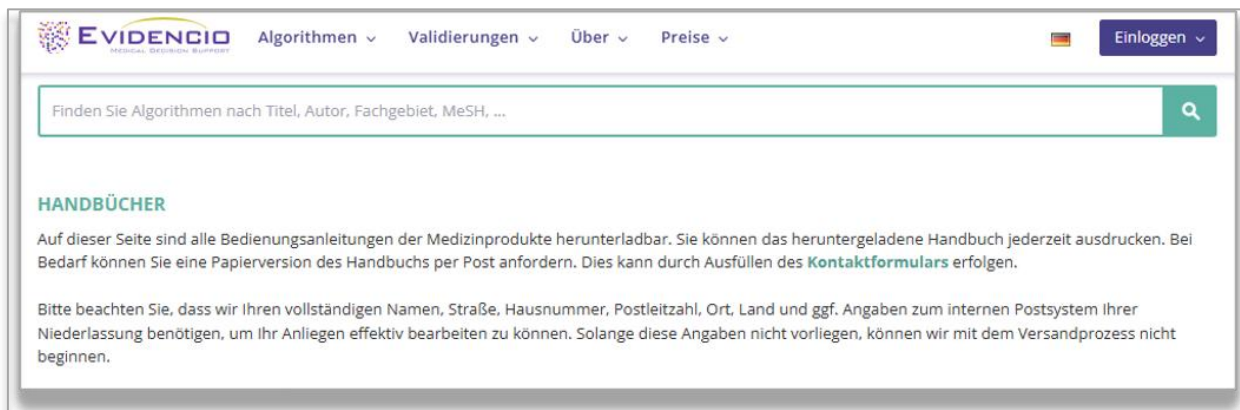 EVIDENCIO
MEDICAL DECISION SUPPORT
Algorithmen Validierungen Über Preise Einloggen
Finden Sie Algorithmen nach Titel, Autor, Fachgebiet, MeSH, ...
HANDBÜCHER
Auf dieser Seite sind alle Bedienungsanleitungen der Medizinprodukte herunterladbar. Sie können das heruntergeladene Handbuch jederzeit ausdrucken. Bei
Bedarf können Sie eine Papierversion des Handbuchs per Post anfordern. Dies kann durch Ausfüllen des Kontaktformulars erfolgen.
Bitte beachten Sie, dass wir Ihren vollständigen Namen, Straße, Hausnummer, Postleitzahl, Ort, Land und ggf. Angaben zum internen Postsystem Ihrer
Niederlassung benötigen, um Ihr Anliegen effektiv bearbeiten zu können. Solange diese Angaben nicht vorliegen, können wir mit dem Versandprozess nicht
beginnen.